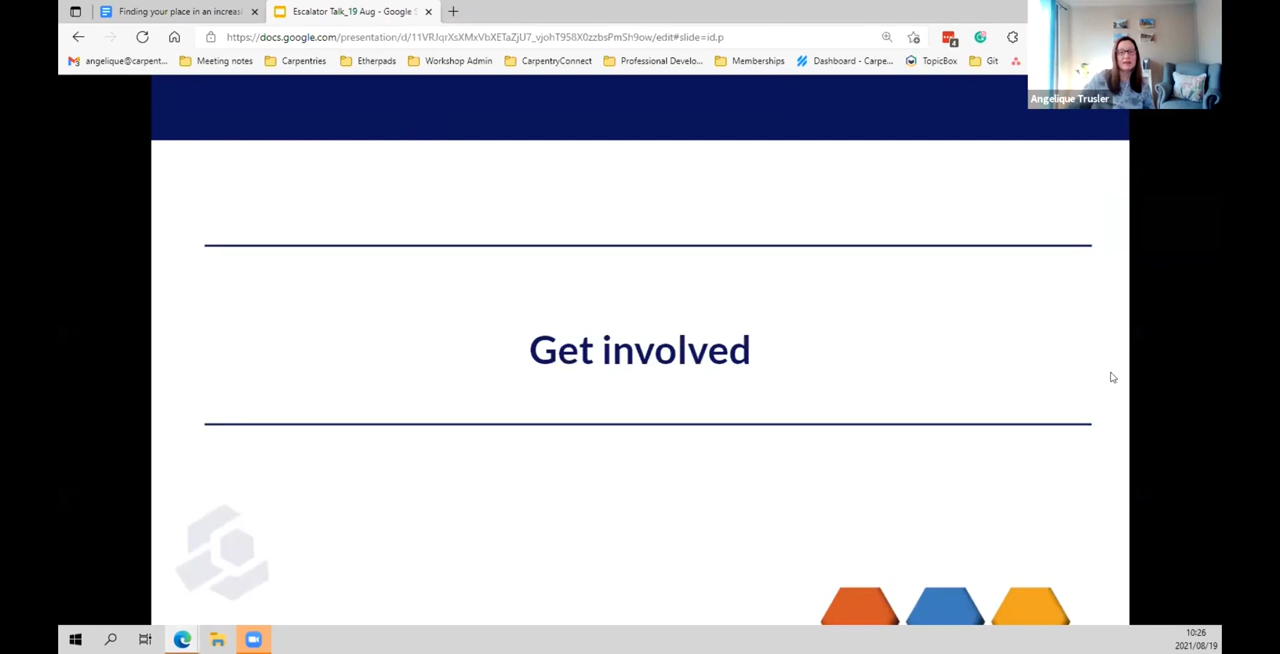 Finding your place in an increas
Escalator Talk_19 Aug - Google S
https://docs.google.com/presentation/d/11VRJqrXsXMxVbXETaZjU7_vjohT958X0zzbsPmSh9ow/edit#slide=id.p
4
angelique@carpent...
Meeting notes
Carpentries
Etherpads
Workshop Admin
CarpentryConnect
Professional Develo...
Memberships
Dashboard - Carpe...
TopicBox
Git
Angelique Trusler
Get involved
10:26
2021/08/19